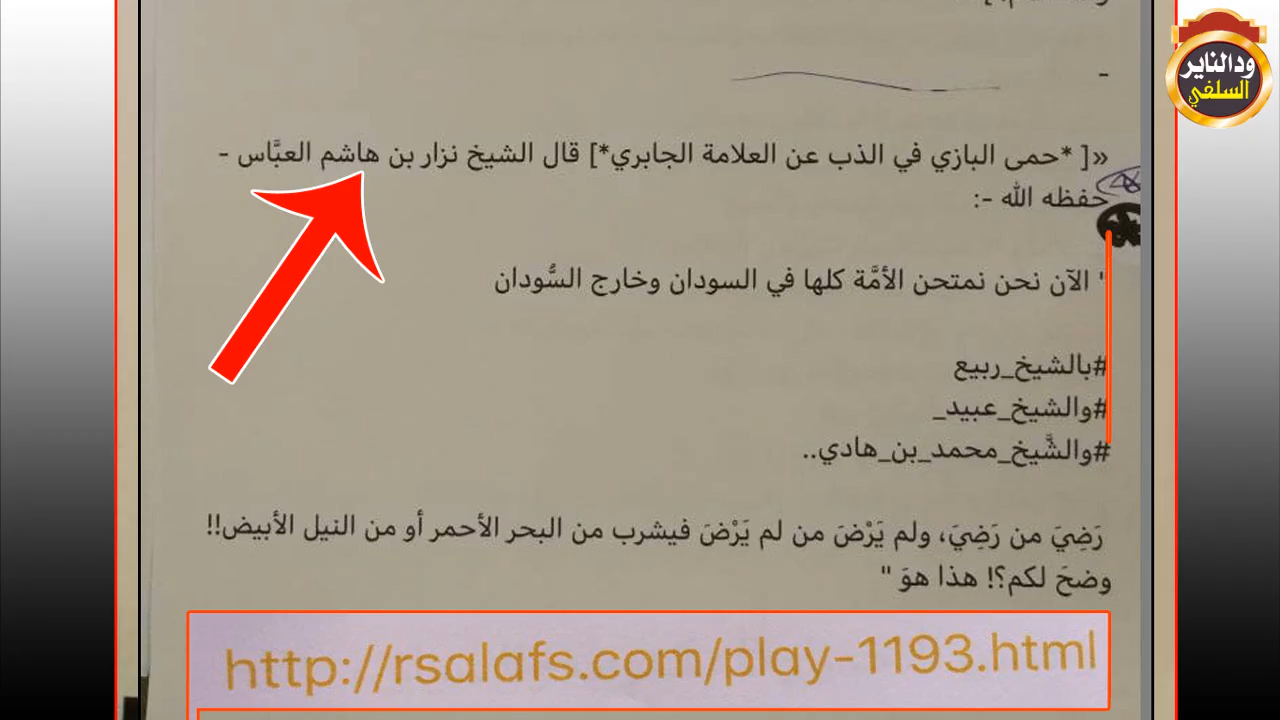 ودالناير
السلفي
-
»[ *حمى البازي في الذب عن العلامة الجابري*] قال الشيخ نزار بن هاشم العبَّاس -
حفظه الله -:
' الآن نحن نمتحن الأمَّة كلها في السودان وخارج السُّودان
#بالشيخ_ربيع
#والشيخ_عبيد_
#والشَّيخ_محمد_بن_هادي..
رَضِيَ من رَضِيَ، ولم يَرْضَ من لم يَرْضَ فيشرب من البحر الأحمر أو من النيل الأبيض!!
وضحَ لكم؟! هذا هوَ "
http://rsalafs.com/play-1193.html